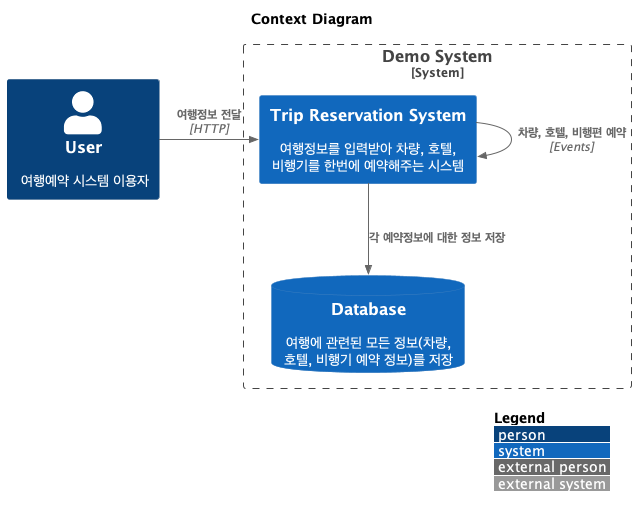 Context Diagram
Demo System
[System]
User
여행예약 시스템 이용자
여행정보 전달
[HTTP]
Trip Reservation System
여행정보를 입력받아 차량, 호텔,
비행기를 한번에 예약해주는 시스템
차량, 호텔, 비행편 예약
[Events]
각 예약정보에 대한 정보 저장
Database
여행에 관련된 모든 정보(차량,
호텔, 비행기 예약 정보)를 저장
Legend
person
system
external person
external system